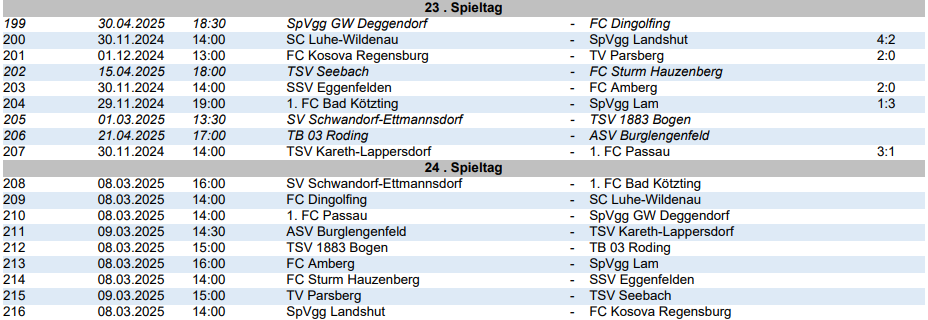 23 . Spieltag
199 30.04.2025 18:30 SpVgg GW Deggendorf - FC Dingolfing
200 30.11.2024 14:00 SC Luhe-Wildenau - SpVgg Landshut 4:2
201 01.12.2024 13:00 FC Kosova Regensburg - TV Parsberg 2:0
202 15.04.2025 18:00 TSV Seebach - FC Sturm Hauzenberg
203 30.11.2024 14:00 SSV Eggenfelden - FC Amberg 2:0
204 29.11.2024 19:00 1. FC Bad Kötzting - SpVgg Lam 1:3
205 01.03.2025 13:30 SV Schwandorf-Ettmannsdorf - TSV 1883 Bogen
206 21.04.2025 17:00 TB 03 Roding - ASV Burglengenfeld
207 30.11.2024 14:00 TSV Kareth-Lappersdorf - 1. FC Passau 3:1
24 . Spieltag
208 08.03.2025 16:00 SV Schwandorf-Ettmannsdorf - 1. FC Bad Kötzting
209 08.03.2025 14:00 FC Dingolfing - SC Luhe-Wildenau
210 08.03.2025 14:00 1. FC Passau - SpVgg GW Deggendorf
211 09.03.2025 14:30 ASV Burglengenfeld - TSV Kareth-Lappersdorf
212 08.03.2025 15:00 TSV 1883 Bogen - TB 03 Roding
213 08.03.2025 16:00 FC Amberg - SpVgg Lam
214 08.03.2025 14:00 FC Sturm Hauzenberg - SSV Eggenfelden
215 09.03.2025 15:00 TV Parsberg - TSV Seebach
216 08.03.2025 14:00 SpVgg Landshut - FC Kosova Regensburg